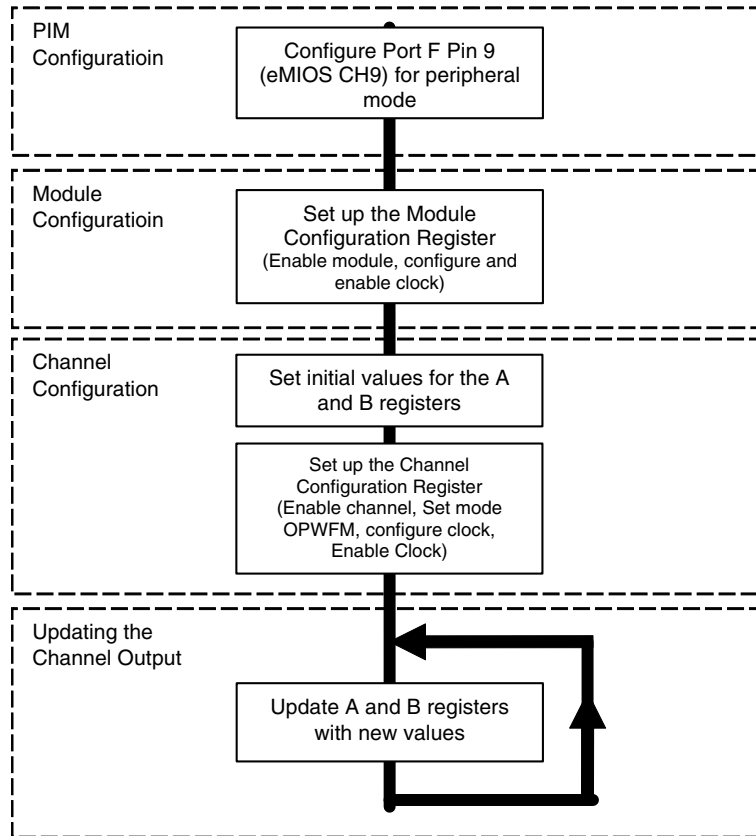 PIM
Configuratioin
Configure Port F Pin 9
(eMIOS CH9) for peripheral
mode
Module
Configuratioin
Set up the Module
Configuration Register
(Enable module, configure and
enable clock)
Channel
Configuration
Set initial values for the A
and B registers
Set up the Channel
Configuration Register
(Enable channel, Set mode
OPWFM, configure clock,
Enable Clock)
Updating the
Channel Output
Update A and B registers
with new values